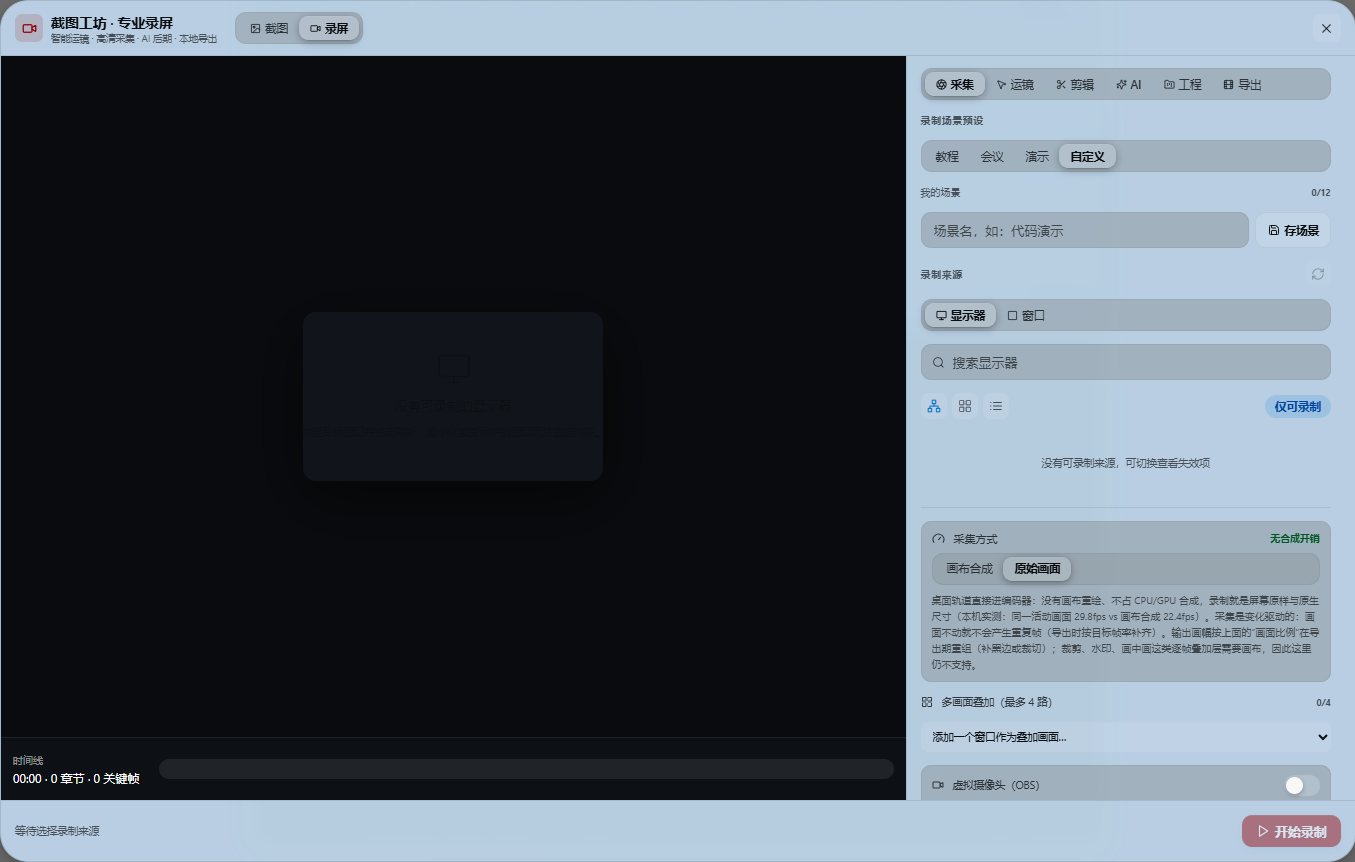 截图工坊 · 专业录屏
智能运镜 · 高清采集 · AI 后期 · 本地导出
截图 录屏
采集 运镜 剪辑 AI 工程 导出
录制场景预设
教程 会议 演示 自定义
我的场景 0/12
场景名，如：代码演示 存场景
录制来源
显示器 窗口
搜索显示器
仅可录制
没有可录制来源，可切换查看失效项
采集方式 无合成开销
画布合成 原始画面
桌面轨道直接进编码器：没有画布重绘、不占 CPU/GPU 合成，录制就是屏幕原样与原生
尺寸（本机实测：同一活动画面 29.8fps vs 画布合成 22.4fps）。采集是变化驱动的：画
面不动就不会产生重复帧（导出时按目标帧率补齐）。输出画幅按上面的“画面比例”在导
出期重组（补黑边或裁切）；裁剪、水印、画中画这类逐帧叠加层需要画布，因此这里
仍不支持。
多画面叠加（最多 4 路） 0/4
添加一个窗口作为叠加画面...
虚拟摄像头（OBS）
时间线
00:00 · 0 章节 · 0 关键帧
等待选择录制来源
开始录制